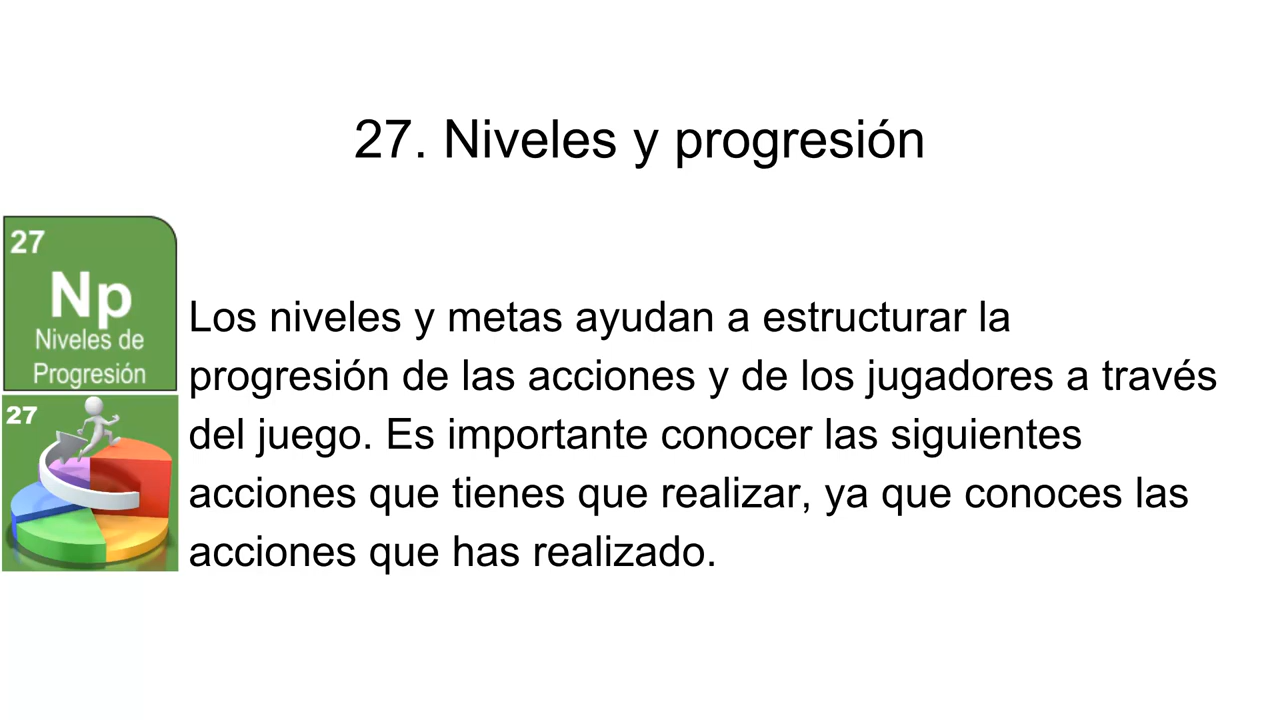 27. Niveles y progresión
27
Np
Niveles de
Progresión
27
Los niveles y metas ayudan a estructurar la
progresión de las acciones y de los jugadores a través
del juego. Es importante conocer las siguientes
acciones que tienes que realizar, ya que conoces las
acciones que has realizado.